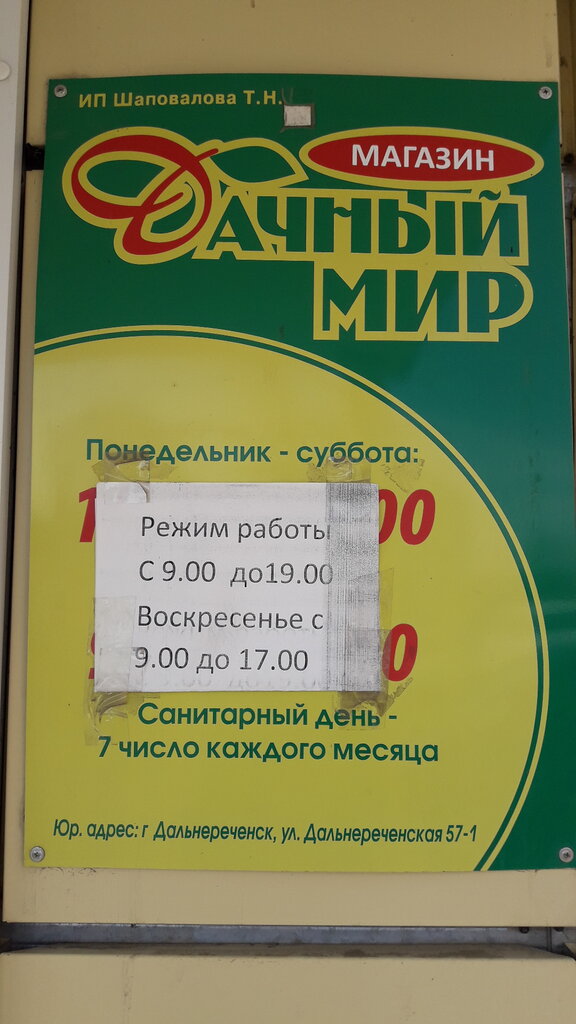 ИП Шаповалова Т.Н.
МАГАЗИН
ДАЧНЫЙ
МИР
Понедельник - суббота:
Режим работы
С 9.00 до19.00
Воскресенье с
9.00 до 17.00
Санитарный день -
7 число каждого месяца
Юр. адрес: г Дальнереченск, ул. Дальнереченская 57-1